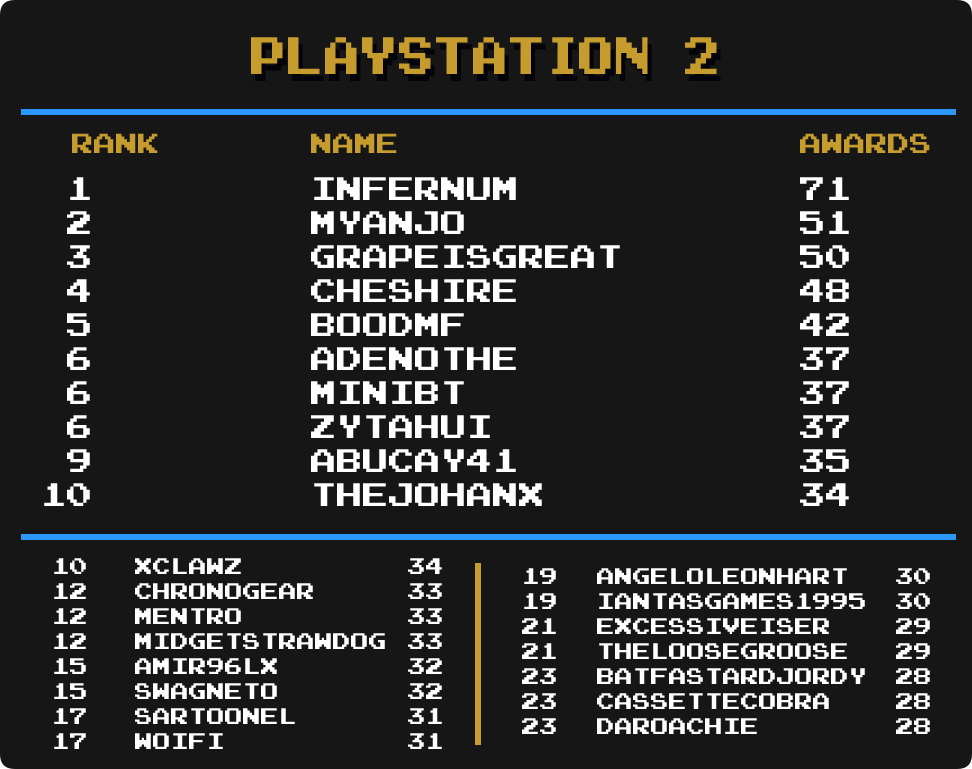 PLAYSTATION 2
RANK NAME AWARDS
1 INFERNUM 71
2 MYANJO 51
3 GRAPEISGREAT 50
4 CHESHIRE 48
5 BOODMF 42
6 ADENOTHE 37
6 MINIBT 37
6 ZYTAHUI 37
9 ABUCAY41 35
10 THEJOHANX 34
10 XCLAWZ 34
12 CHRONOGEAR 33
12 MENTRO 33
12 MIDGETSTRAWDOG 33
15 AMIR96LX 32
15 SWAGNETO 32
17 SARTOONEL 31
17 WOIFI 31
19 ANGELOLEONHART 30
19 IANTASGAMES1995 30
21 EXCESSIVEISER 29
21 THELOOSEGROOSE 29
23 BATFASTARDJORDY 28
23 CASSETTECOBRA 28
23 DAROACHIE 28